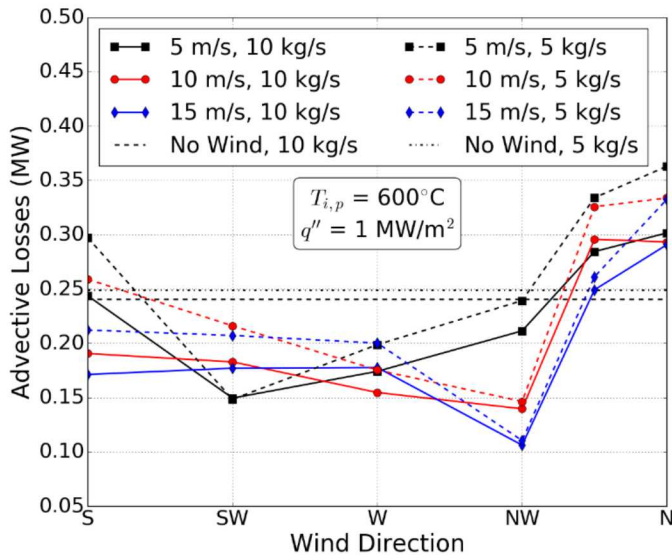 0.50
0.45
0.40
0.35
0.30
0.25
0.20
0.15
0.10
0.05
Advective Losses (MW)
5 m/s, 10 kg/s
10 m/s, 10 kg/s
15 m/s, 10 kg/s
No Wind, 10 kg/s
5 m/s, 5 kg/s
10 m/s, 5 kg/s
15 m/s, 5 kg/s
No Wind, 5 kg/s
T_{i,p} = 600°C
q″ = 1 MW/m²
S SW W NW N
Wind Direction